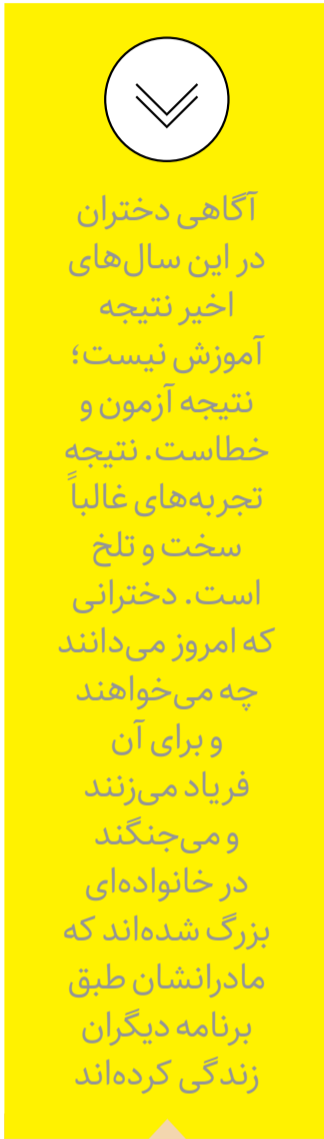 آگاهی دختران
در این سال‌های
اخیر نتیجه
آموزش نیست؛
نتیجه آزمون و
خطاست. نتیجه
تجربه‌های غالباً
سخت و تلخ
است. دخترانی
که امروز می‌دانند
چه می‌خواهند
و برای آن
فریاد می‌زنند
و می‌جنگند
در خانواده‌ای
بزرگ شده‌اند که
مادرانشان طبق
برنامه دیگران
زندگی کرده‌اند